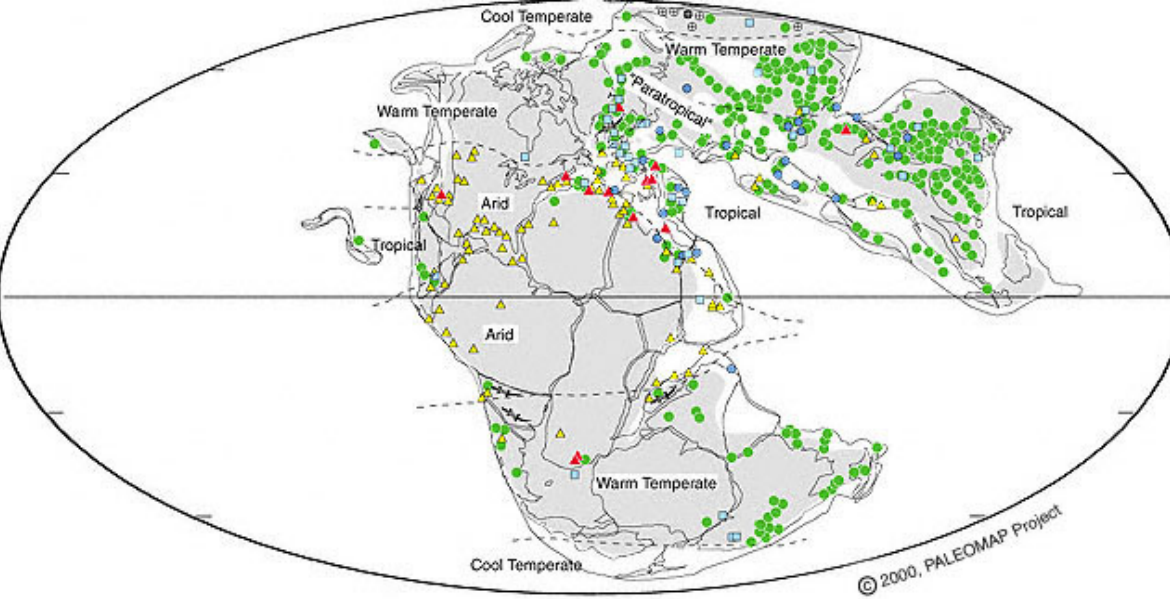 Cool Temperate
Warm Temperate
"Paratropical"
Warm Temperate
Arid
Tropical
Tropical
Tropical
Arid
Warm Temperate
Cool Temperate
© 2000, PALEOMAP Project